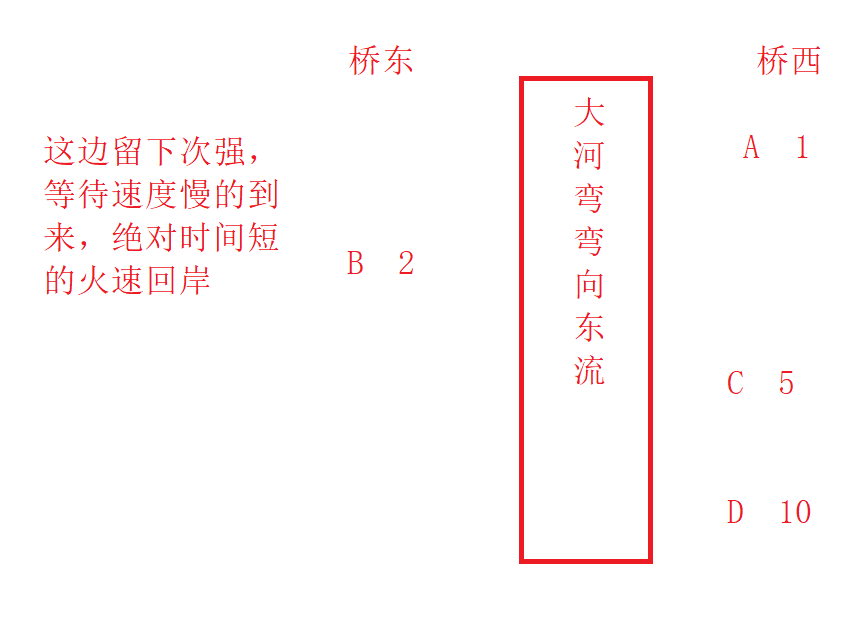 桥东
桥西
这边留下次强，
等待速度慢的到
来，绝对时间短
的火速回岸
大河弯弯向东流
A 1
B 2
C 5
D 10